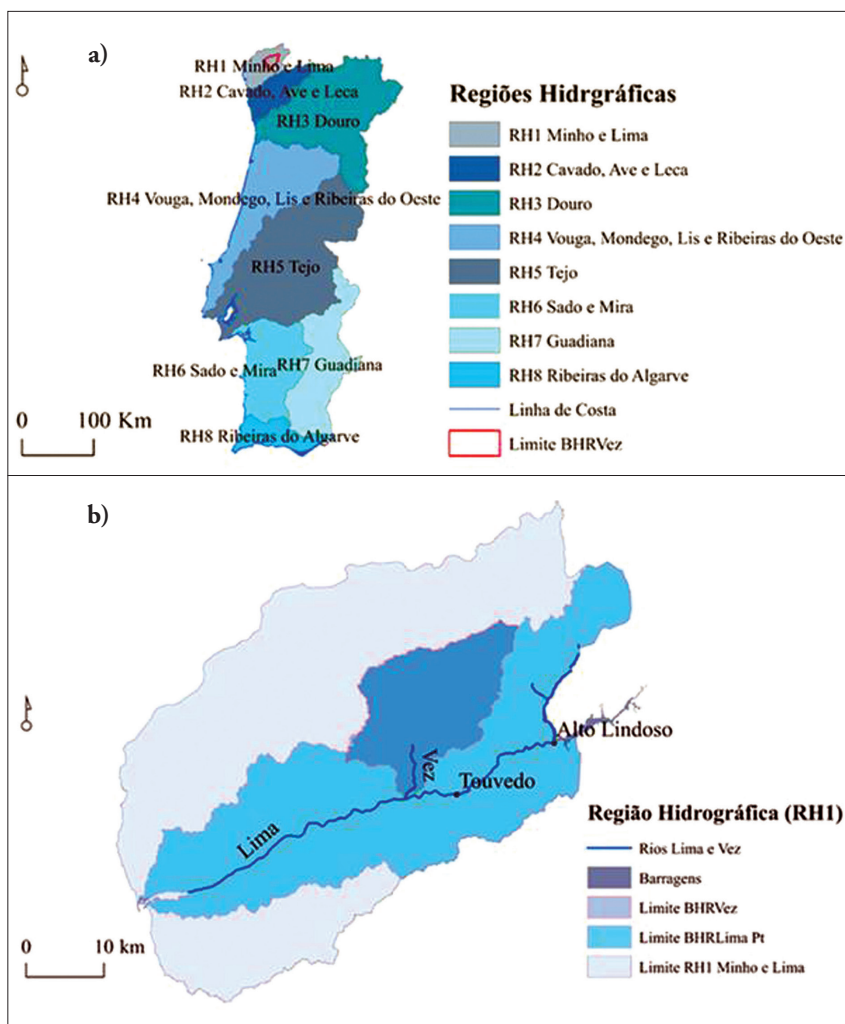 a)
RH1 Minho e Lima
RH2 Cavado, Ave e Leca
RH3 Douro
RH4 Vouga, Mondego, Lis e Ribeiras do Oeste
RH5 Tejo
RH6 Sado e Mira
RH7 Guadiana
RH8 Ribeiras do Algarve
0 100 Km
Regiões Hidrgráficas
RH1 Minho e Lima
RH2 Cavado, Ave e Leca
RH3 Douro
RH4 Vouga, Mondego, Lis e Ribeiras do Oeste
RH5 Tejo
RH6 Sado e Mira
RH7 Guadiana
RH8 Ribeiras do Algarve
Linha de Costa
Limite BHRVez
b)
Alto Lindoso
Vez
Touvedo
Lima
0 10 km
Região Hidrográfica (RH1)
Rios Lima e Vez
Barragens
Limite BHRVez
Limite BHRLima Pt
Limite RH1 Minho e Lima